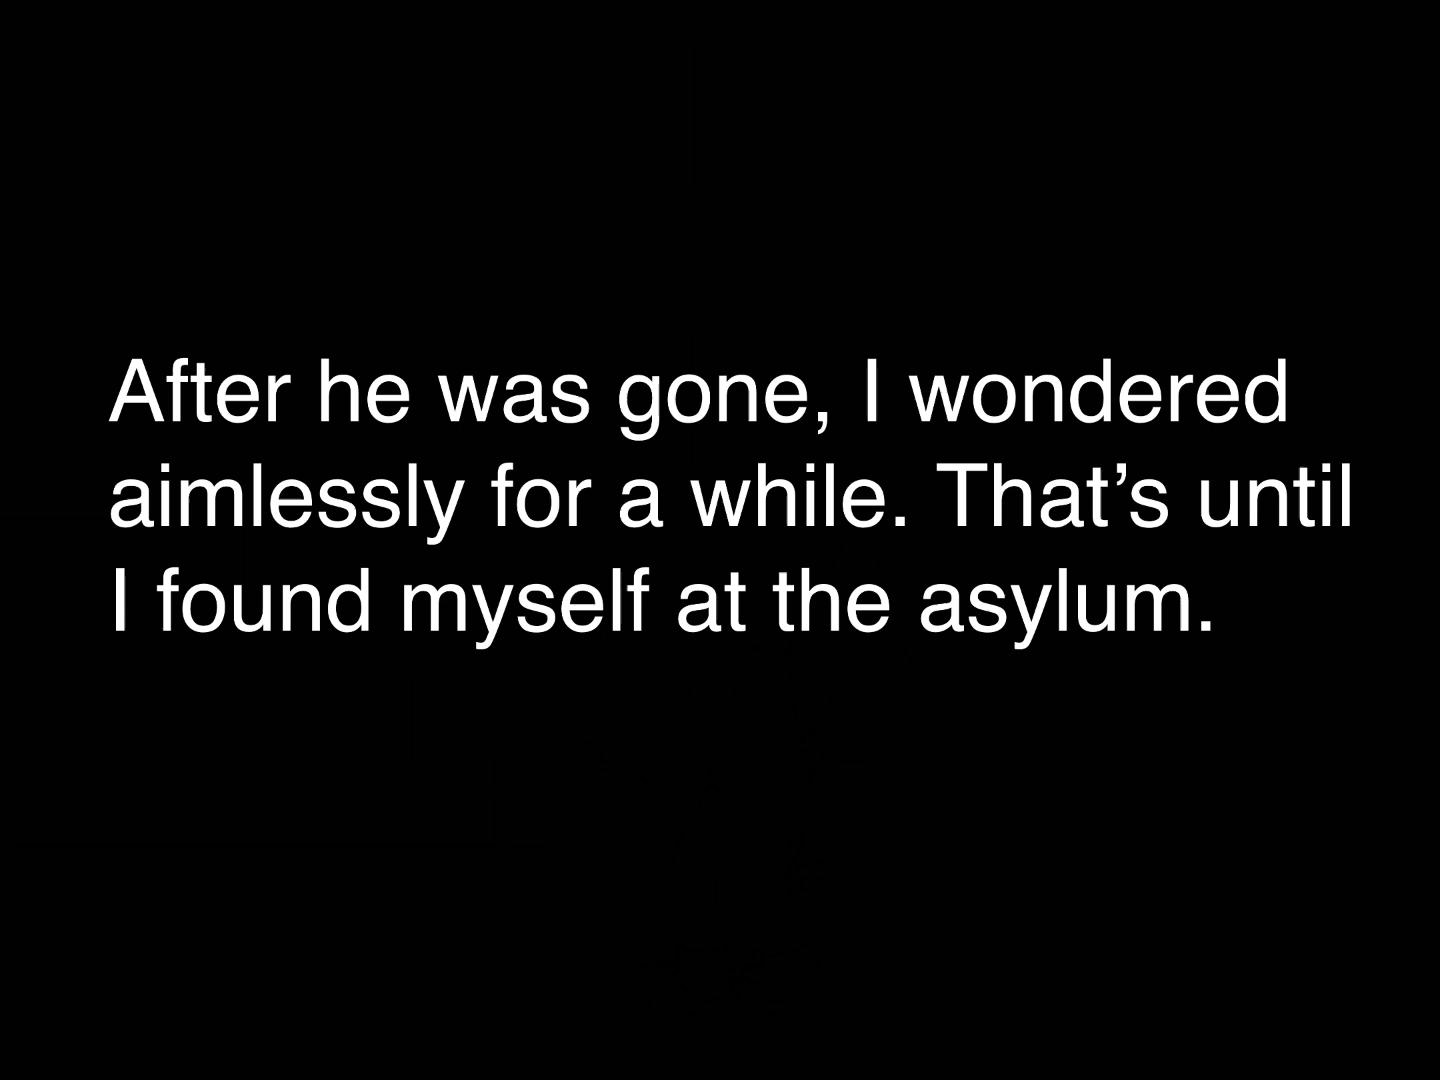 After he was gone, I wondered
aimlessly for a while. That’s until
I found myself at the asylum.